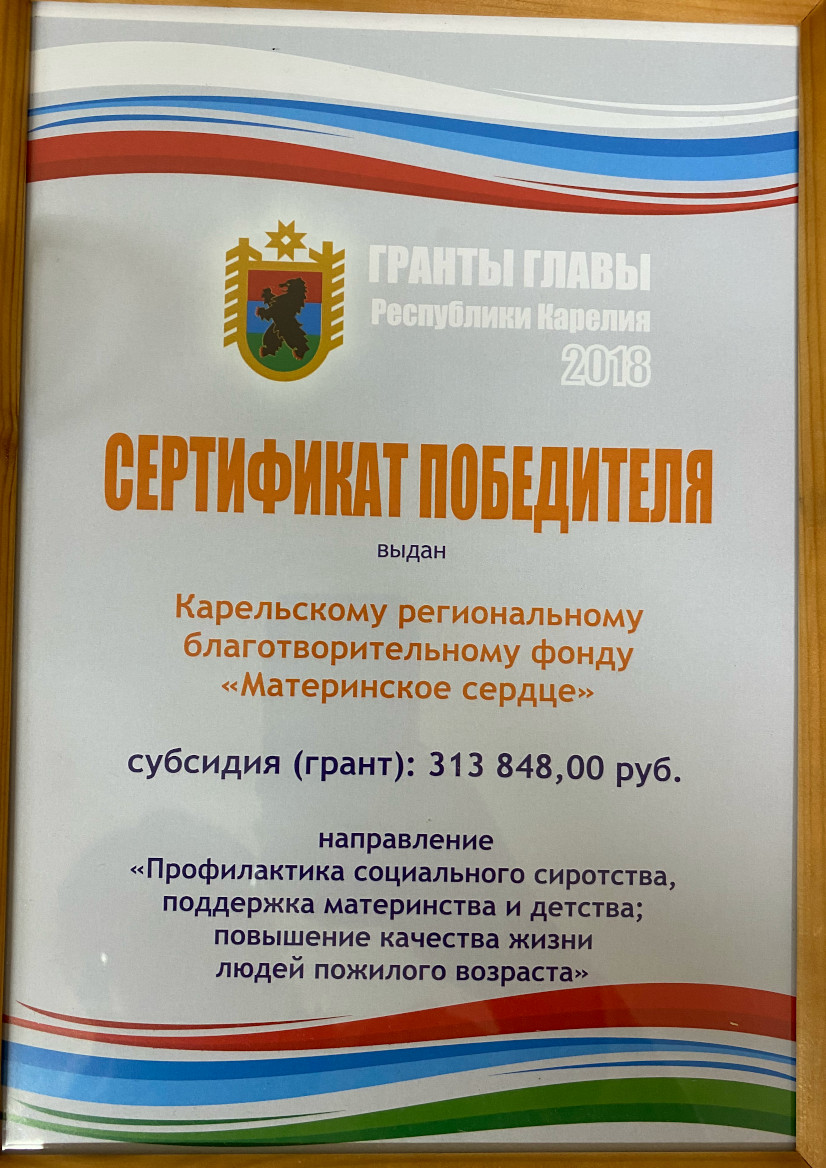 ГРАНТЫ ГЛАВЫ
Республики Карелия
2018
СЕРТИФИКАТ ПОБЕДИТЕЛЯ
выдан
Карельскому региональному
благотворительному фонду
«Материнское сердце»
субсидия (грант): 313 848,00 руб.
направление
«Профилактика социального сиротства,
поддержка материнства и детства;
повышение качества жизни
людей пожилого возраста»